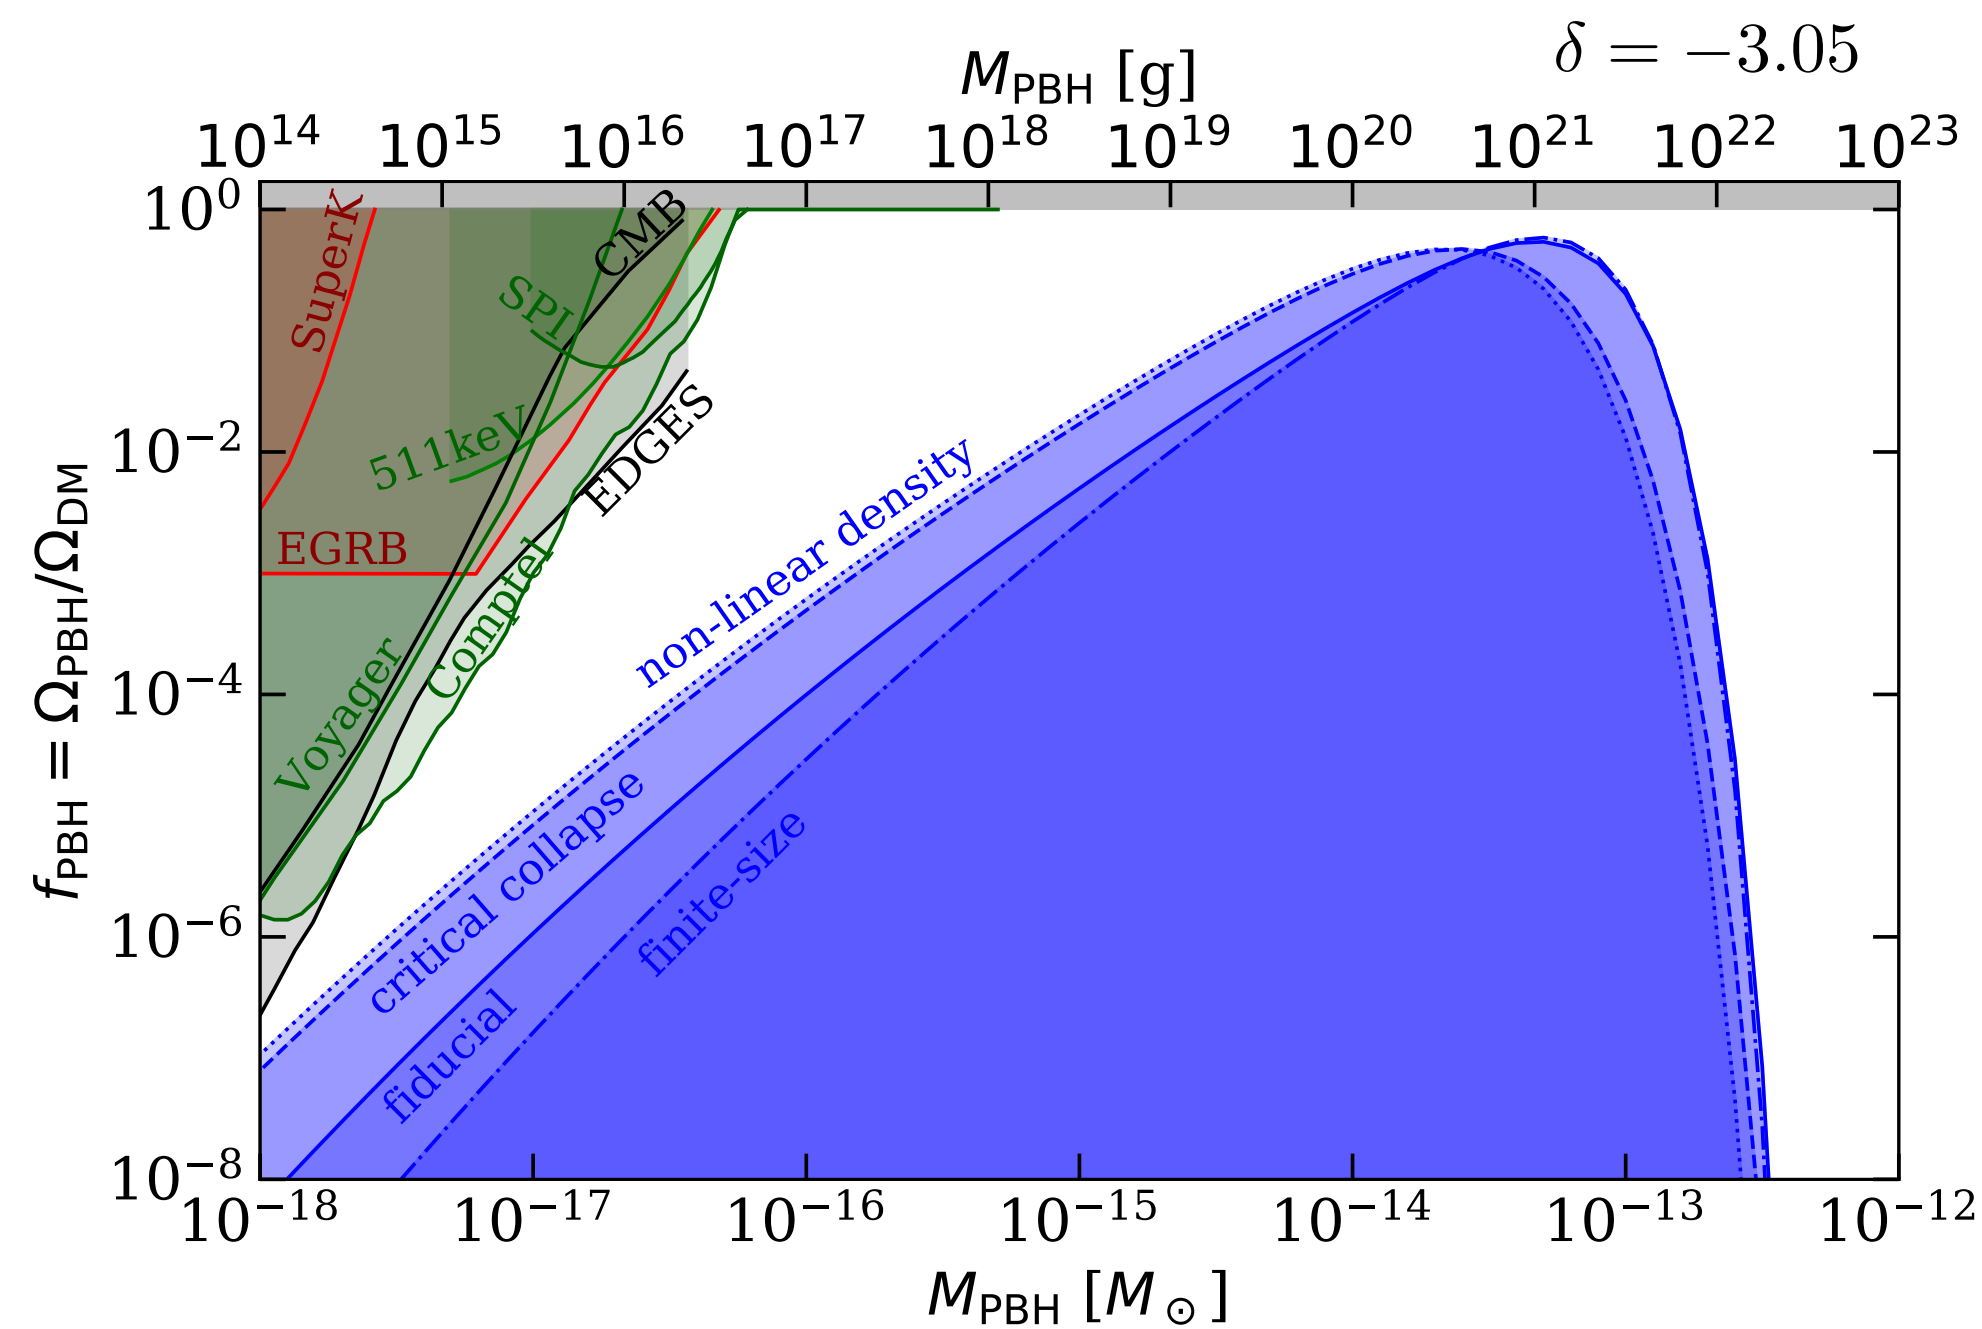 δ = −3.05
M_PBH [g]
10^14 10^15 10^16 10^17 10^18 10^19 10^20 10^21 10^22 10^23
10^0
10^−2
10^−4
10^−6
10^−8
f_PBH = Ω_PBH/Ω_DM
SuperK
CMB
SPI
511keV
EDGES
EGRB
Comptel
Voyager
non-linear density
critical collapse
fiducial
finite-size
10^−18 10^−17 10^−16 10^−15 10^−14 10^−13 10^−12
M_PBH [M_⊙]